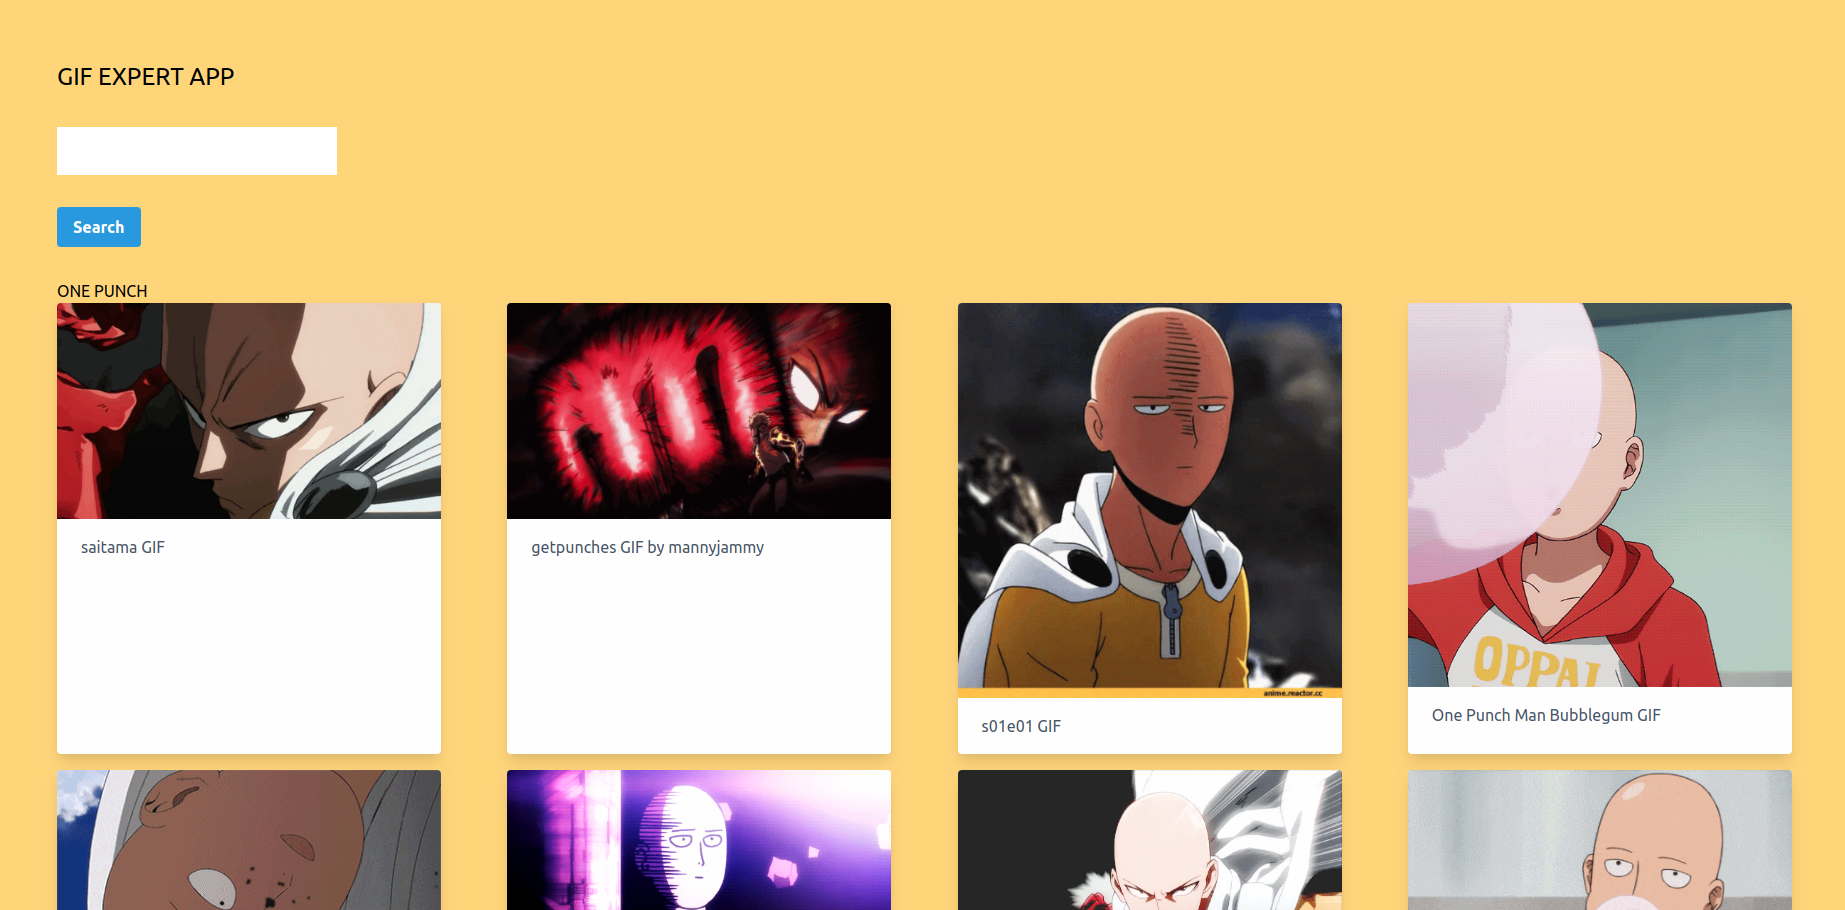 GIF EXPERT APP
Search
ONE PUNCH
anime.reactor.cc
OPPAI
saitama GIF
getpunches GIF by mannyjammy
s01e01 GIF
One Punch Man Bubblegum GIF